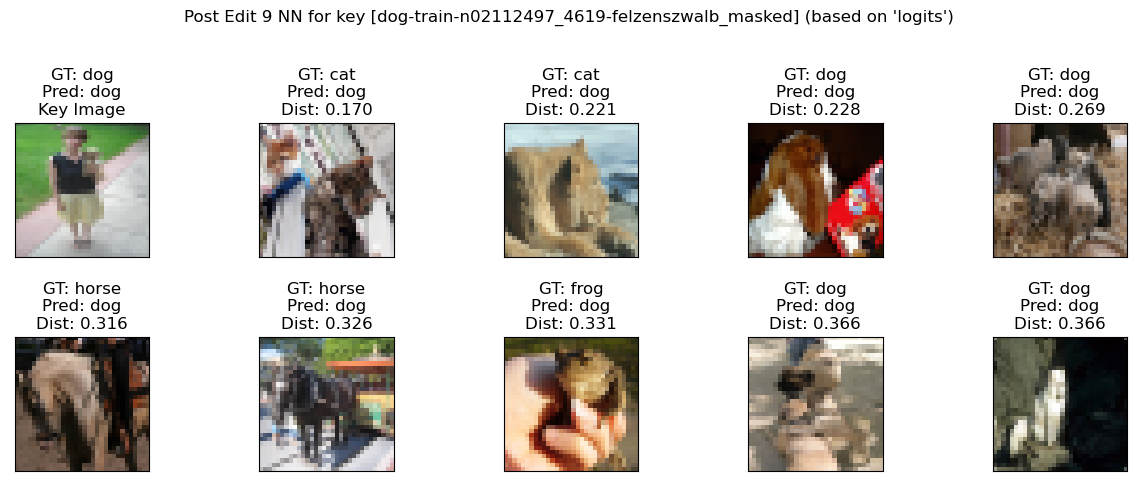 Post Edit 9 NN for key [dog-train-n02112497_4619-felzenszwalb_masked] (based on 'logits')
GT: dog
Pred: dog
Key Image
GT: cat
Pred: dog
Dist: 0.170
GT: cat
Pred: dog
Dist: 0.221
GT: dog
Pred: dog
Dist: 0.228
GT: dog
Pred: dog
Dist: 0.269
GT: horse
Pred: dog
Dist: 0.316
GT: horse
Pred: dog
Dist: 0.326
GT: frog
Pred: dog
Dist: 0.331
GT: dog
Pred: dog
Dist: 0.366
GT: dog
Pred: dog
Dist: 0.366